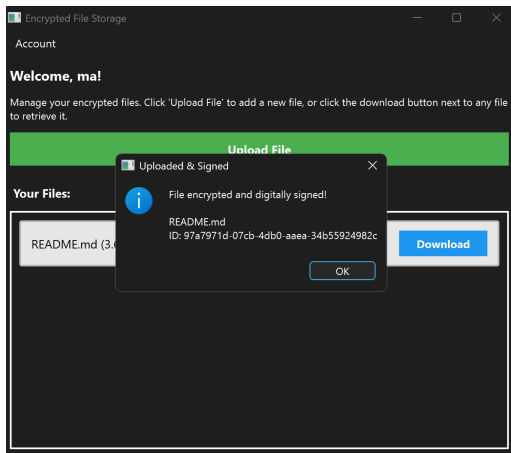 Encrypted File Storage
Account
Welcome, ma!
Manage your encrypted files. Click 'Upload File' to add a new file, or click the download button next to any file
to retrieve it.
Upload File
Uploaded & Signed
Your Files:
File encrypted and digitally signed!
README.md
ID: 97a7971d-07cb-4db0-aaea-34b55924982c
README.md (3.
Download
OK